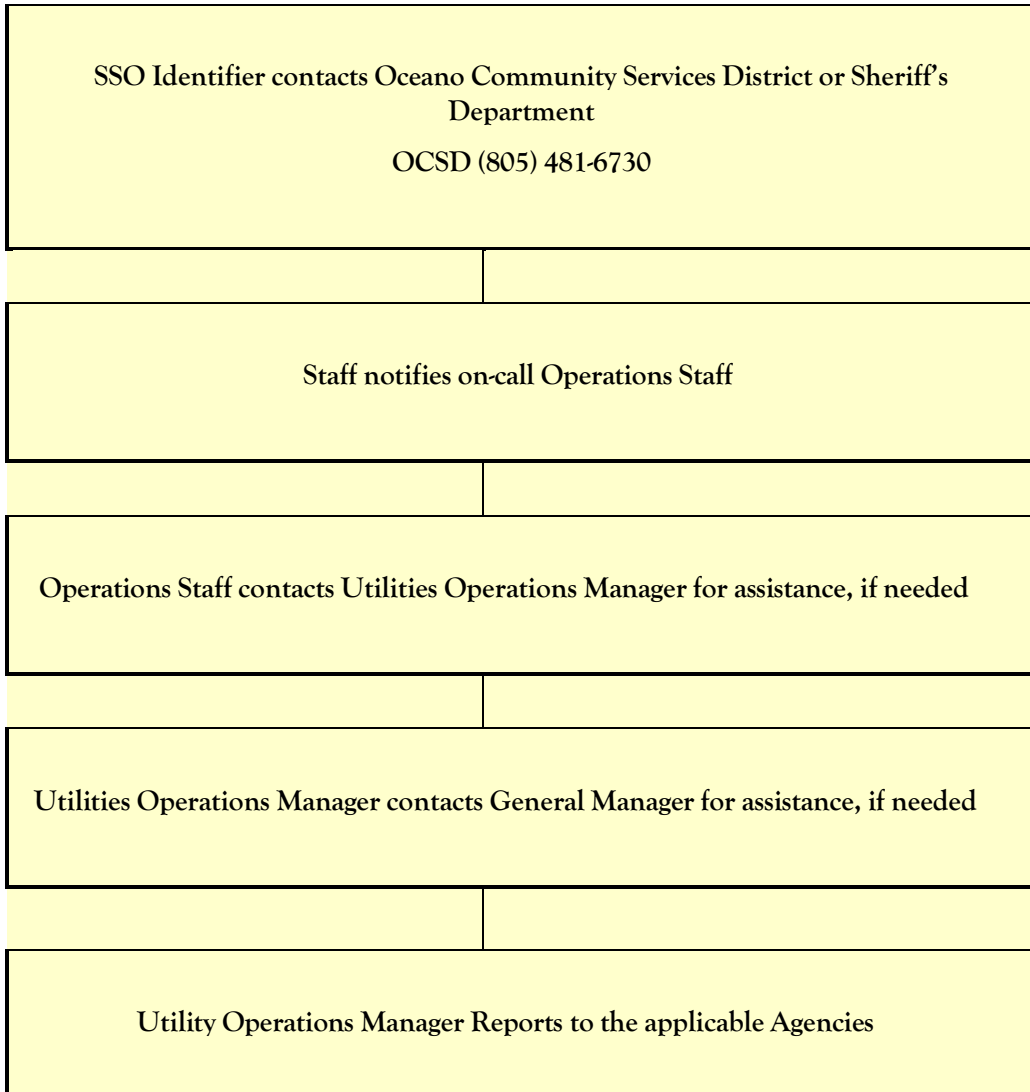 SSO Identifier contacts Oceano Community Services District or Sheriff's
Department
OCSD (805) 481-6730
Staff notifies on-call Operations Staff
Operations Staff contacts Utilities Operations Manager for assistance, if needed
Utilities Operations Manager contacts General Manager for assistance, if needed
Utility Operations Manager Reports to the applicable Agencies